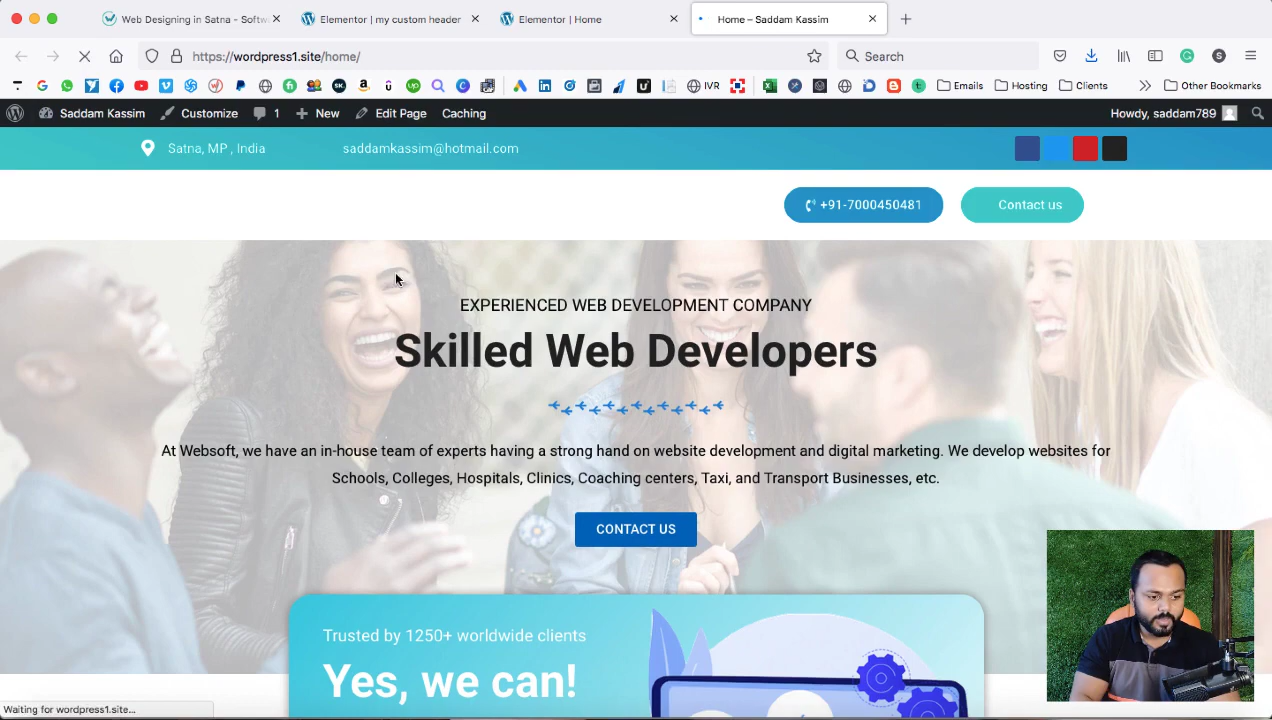 Web Designing in Satna - Softw
Elementor | my custom header
Elementor | Home
Home – Saddam Kassim
https://wordpress1.site/home/
Search
IVR
Emails
Hosting
Clients
Other Bookmarks
Saddam Kassim
Customize
1
New
Edit Page
Caching
Howdy, saddam789
Satna, MP , India
saddamkassim@hotmail.com
+91-7000450481
Contact us
EXPERIENCED WEB DEVELOPMENT COMPANY
Skilled Web Developers
At Websoft, we have an in-house team of experts having a strong hand on website development and digital marketing. We develop websites for
Schools, Colleges, Hospitals, Clinics, Coaching centers, Taxi, and Transport Businesses, etc.
CONTACT US
Trusted by 1250+ worldwide clients
Yes, we can!
Waiting for wordpress1.site...